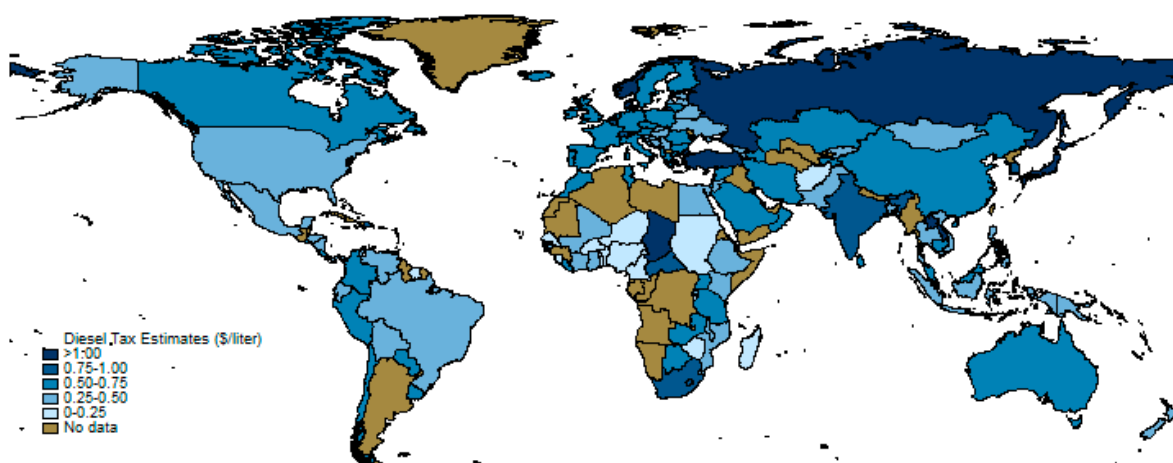 Diesel Tax Estimates ($/liter)
>1:00
0.75-1.00
0.50-0.75
0.25-0.50
0-0.25
No data